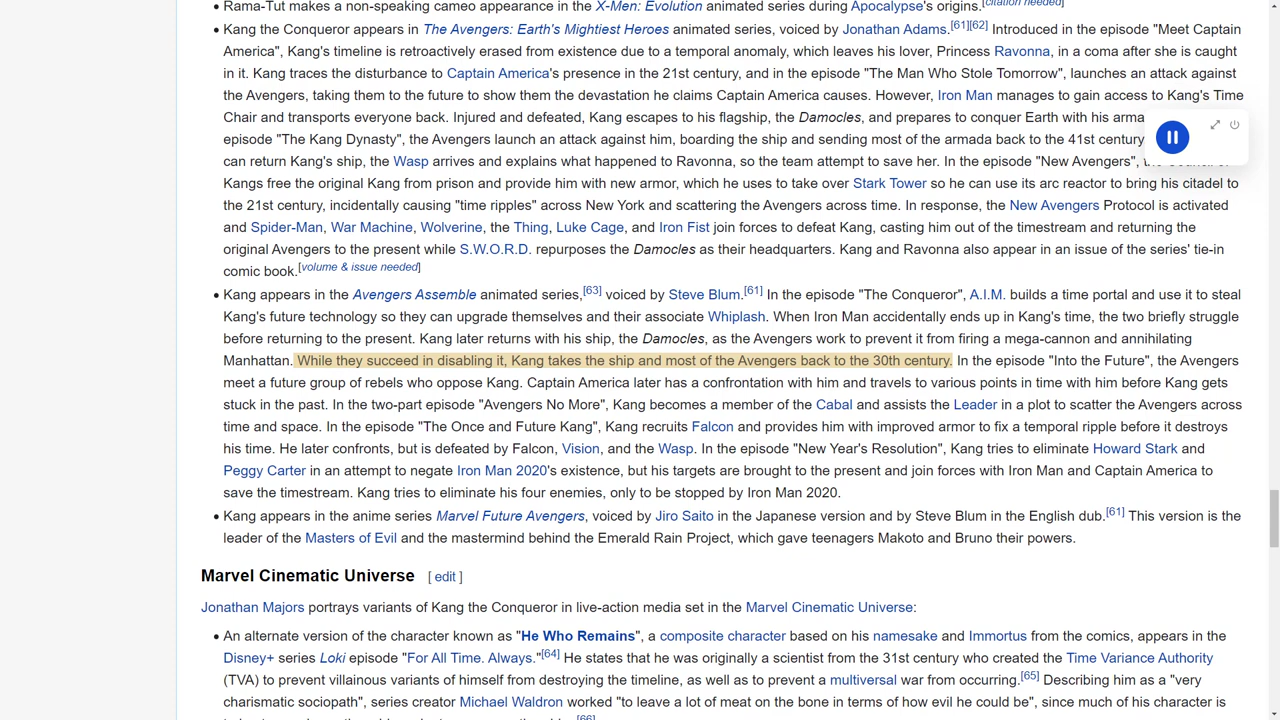 • Rama-Tut makes a non-speaking cameo appearance in the X-Men: Evolution animated series during Apocalypse's origins.[citation needed]
• Kang the Conqueror appears in The Avengers: Earth's Mightiest Heroes animated series, voiced by Jonathan Adams.[61][62] Introduced in the episode "Meet Captain
America", Kang's timeline is retroactively erased from existence due to a temporal anomaly, which leaves his lover, Princess Ravonna, in a coma after she is caught
in it. Kang traces the disturbance to Captain America's presence in the 21st century, and in the episode "The Man Who Stole Tomorrow", launches an attack against
the Avengers, taking them to the future to show them the devastation he claims Captain America causes. However, Iron Man manages to gain access to Kang's Time
Chair and transports everyone back. Injured and defeated, Kang escapes to his flagship, the Damocles, and prepares to conquer Earth with his arma
episode "The Kang Dynasty", the Avengers launch an attack against him, boarding the ship and sending most of the armada back to the 41st century
can return Kang's ship, the Wasp arrives and explains what happened to Ravonna, so the team attempt to save her. In the episode "New Avengers", the Council of
Kangs free the original Kang from prison and provide him with new armor, which he uses to take over Stark Tower so he can use its arc reactor to bring his citadel to
the 21st century, incidentally causing "time ripples" across New York and scattering the Avengers across time. In response, the New Avengers Protocol is activated
and Spider-Man, War Machine, Wolverine, the Thing, Luke Cage, and Iron Fist join forces to defeat Kang, casting him out of the timestream and returning the
original Avengers to the present while S.W.O.R.D. repurposes the Damocles as their headquarters. Kang and Ravonna also appear in an issue of the series' tie-in
comic book.[volume & issue needed]
• Kang appears in the Avengers Assemble animated series,[63] voiced by Steve Blum.[61] In the episode "The Conqueror", A.I.M. builds a time portal and use it to steal
Kang's future technology so they can upgrade themselves and their associate Whiplash. When Iron Man accidentally ends up in Kang's time, the two briefly struggle
before returning to the present. Kang later returns with his ship, the Damocles, as the Avengers work to prevent it from firing a mega-cannon and annihilating
Manhattan. While they succeed in disabling it, Kang takes the ship and most of the Avengers back to the 30th century. In the episode "Into the Future", the Avengers
meet a future group of rebels who oppose Kang. Captain America later has a confrontation with him and travels to various points in time with him before Kang gets
stuck in the past. In the two-part episode "Avengers No More", Kang becomes a member of the Cabal and assists the Leader in a plot to scatter the Avengers across
time and space. In the episode "The Once and Future Kang", Kang recruits Falcon and provides him with improved armor to fix a temporal ripple before it destroys
his time. He later confronts, but is defeated by Falcon, Vision, and the Wasp. In the episode "New Year's Resolution", Kang tries to eliminate Howard Stark and
Peggy Carter in an attempt to negate Iron Man 2020's existence, but his targets are brought to the present and join forces with Iron Man and Captain America to
save the timestream. Kang tries to eliminate his four enemies, only to be stopped by Iron Man 2020.
• Kang appears in the anime series Marvel Future Avengers, voiced by Jiro Saito in the Japanese version and by Steve Blum in the English dub.[61] This version is the
leader of the Masters of Evil and the mastermind behind the Emerald Rain Project, which gave teenagers Makoto and Bruno their powers.
Marvel Cinematic Universe [ edit ]
Jonathan Majors portrays variants of Kang the Conqueror in live-action media set in the Marvel Cinematic Universe:
• An alternate version of the character known as "He Who Remains", a composite character based on his namesake and Immortus from the comics, appears in the
Disney+ series Loki episode "For All Time. Always."[64] He states that he was originally a scientist from the 31st century who created the Time Variance Authority
(TVA) to prevent villainous variants of himself from destroying the timeline, as well as to prevent a multiversal war from occurring.[65] Describing him as a "very
charismatic sociopath", series creator Michael Waldron worked "to leave a lot of meat on the bone in terms of how evil he could be", since much of his character is